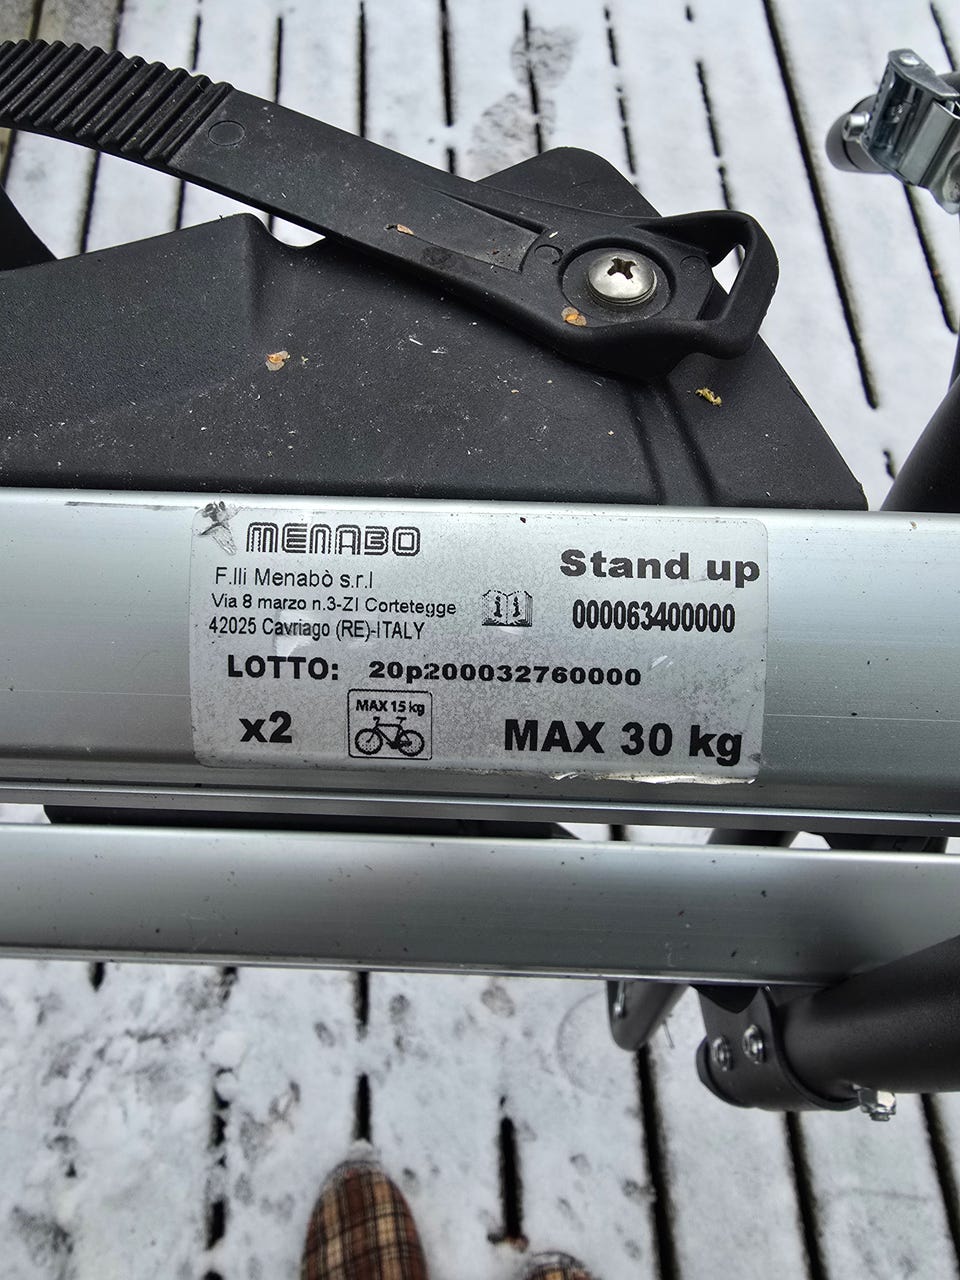 MENABO
Stand up
F.lli Menabò s.r.l
Via 8 marzo n.3-ZI Cortetegge
000063400000
42025 Cavriago (RE)-ITALY
LOTTO: 20p200032760000
MAX 15 kg
x2
MAX 30 kg